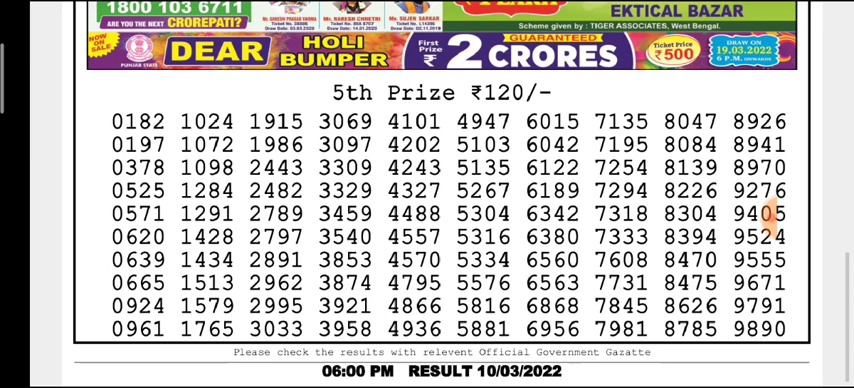 1800 103 6711
ARE YOU THE NEXT CROREPATI?
Mr. NARESH CHHETRI
Mr. SUJEN SARKAR
EKTICAL BAZAR
Scheme given by : TIGER ASSOCIATES, West Bengal.
NOW ON SALE
PUNJAB STATE
DEAR
HOLI BUMPER
First Prize ₹
GUARANTEED
2 CRORES
Ticket Price
₹500
DRAW ON
19.03.2022
6 P.M. ONWARDS
5th Prize ₹120/-
0182 1024 1915 3069 4101 4947 6015 7135 8047 8926
0197 1072 1986 3097 4202 5103 6042 7195 8084 8941
0378 1098 2443 3309 4243 5135 6122 7254 8139 8970
0525 1284 2482 3329 4327 5267 6189 7294 8226 9276
0571 1291 2789 3459 4488 5304 6342 7318 8304 9405
0620 1428 2797 3540 4557 5316 6380 7333 8394 9524
0639 1434 2891 3853 4570 5334 6560 7608 8470 9555
0665 1513 2962 3874 4795 5576 6563 7731 8475 9671
0924 1579 2995 3921 4866 5816 6868 7845 8626 9791
0961 1765 3033 3958 4936 5881 6956 7981 8785 9890
Please check the results with relevent Official Government Gazatte
06:00 PM RESULT 10/03/2022